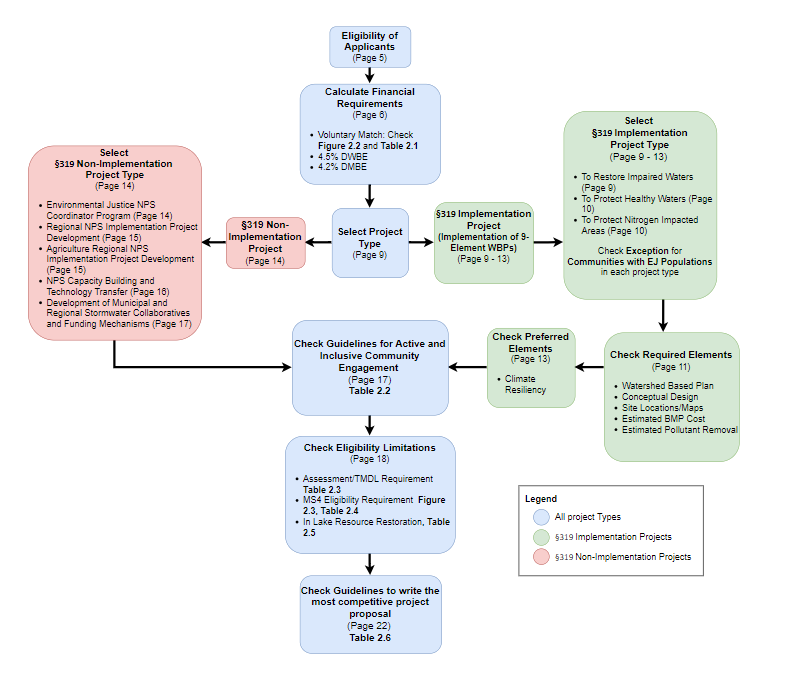 Eligibility of
Applicants
(Page 5)
Calculate Financial
Requirements
(Page 6)
• Voluntary Match: Check
Figure 2.2 and Table 2.1
• 4.5% DWBE
• 4.2% DMBE
Select
§319 Implementation
Project Type
(Page 9 - 13)
• To Restore Impaired Waters
(Page 9)
• To Protect Healthy Waters (Page
10)
• To Protect Nitrogen Impacted
Areas (Page 10)
Check Exception for
Communities with EJ Populations
in each project type
Select
§319 Non-Implementation
Project Type
(Page 14)
• Environmental Justice NPS
Coordinator Program (Page 14)
• Regional NPS Implementation Project
Development (Page 15)
• Agriculture Regional NPS
Implementation Project Development
(Page 15)
• NPS Capacity Building and
Technology Transfer (Page 16)
• Development of Municipal and
Regional Stormwater Collaboratives
and Funding Mechanisms (Page 17)
§319 Non-
Implementation
Project
(Page 14)
Select Project
Type
(Page 9)
§319 Implementation
Project
(Implementation of 9-
Element WBPs)
(Page 9 - 13)
Check Guidelines for Active and
Inclusive Community
Engagement
(Page 17)
Table 2.2
Check Preferred
Elements
(Page 13)
• Climate
Resiliency
Check Required Elements
(Page 11)
• Watershed Based Plan
• Conceptual Design
• Site Locations/Maps
• Estimated BMP Cost
• Estimated Pollutant Removal
Check Eligibility Limitations
(Page 18)
• Assessment/TMDL Requirement
Table 2.3
• MS4 Eligibility Requirement Figure
2.3, Table 2.4
• In Lake Resource Restoration, Table
2.5
Legend
All project Types
§319 Implementation Projects
§319 Non-Implementation Projects
Check Guidelines to write the
most competitive project
proposal
(Page 22)
Table 2.6